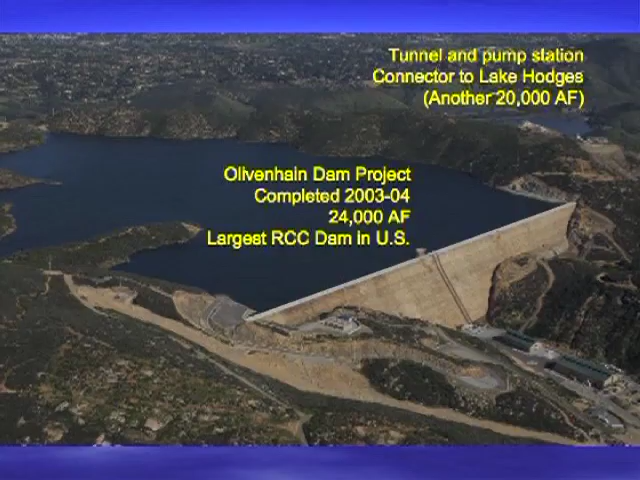 Tunnel and pump station
Connector to Lake Hodges
(Another 20,000 AF)
Olivenhain Dam Project
Completed 2003-04
24,000 AF
Largest RCC Dam in U.S.